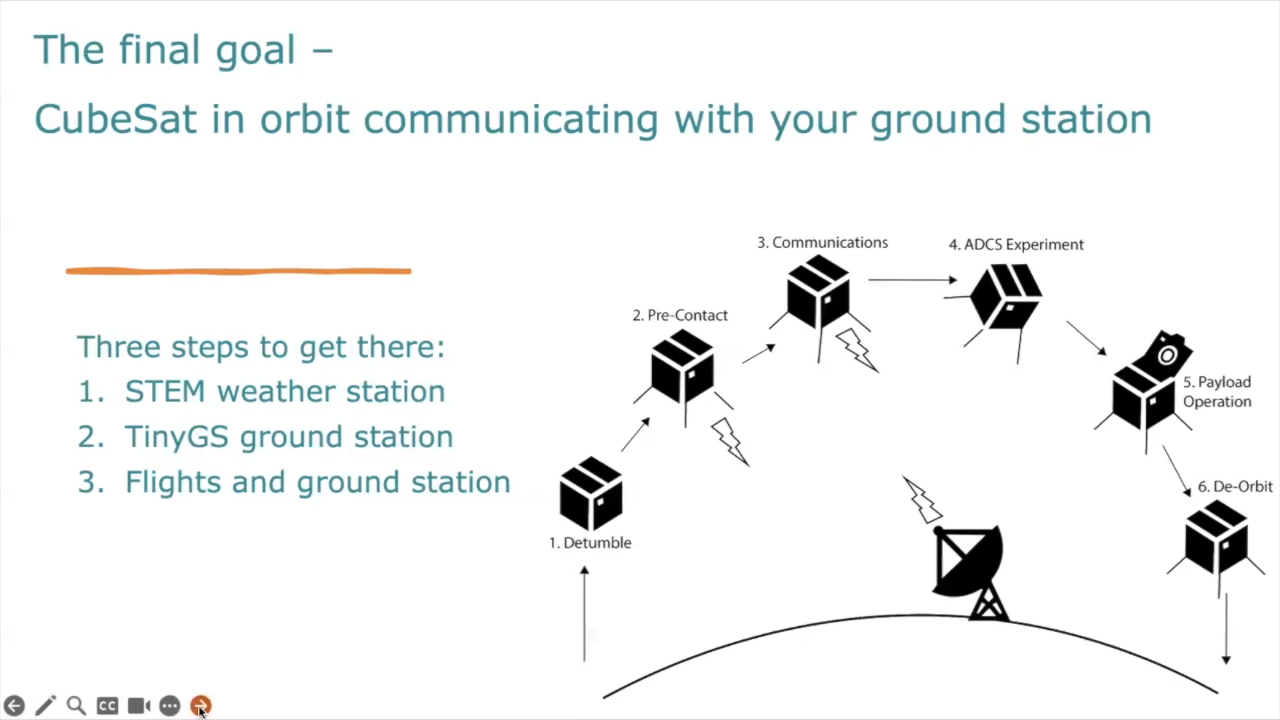 The final goal –
CubeSat in orbit communicating with your ground station
Three steps to get there:
1. STEM weather station
2. TinyGS ground station
3. Flights and ground station
1. Detumble
2. Pre-Contact
3. Communications
4. ADCS Experiment
5. Payload
Operation
6. De-Orbit
CC